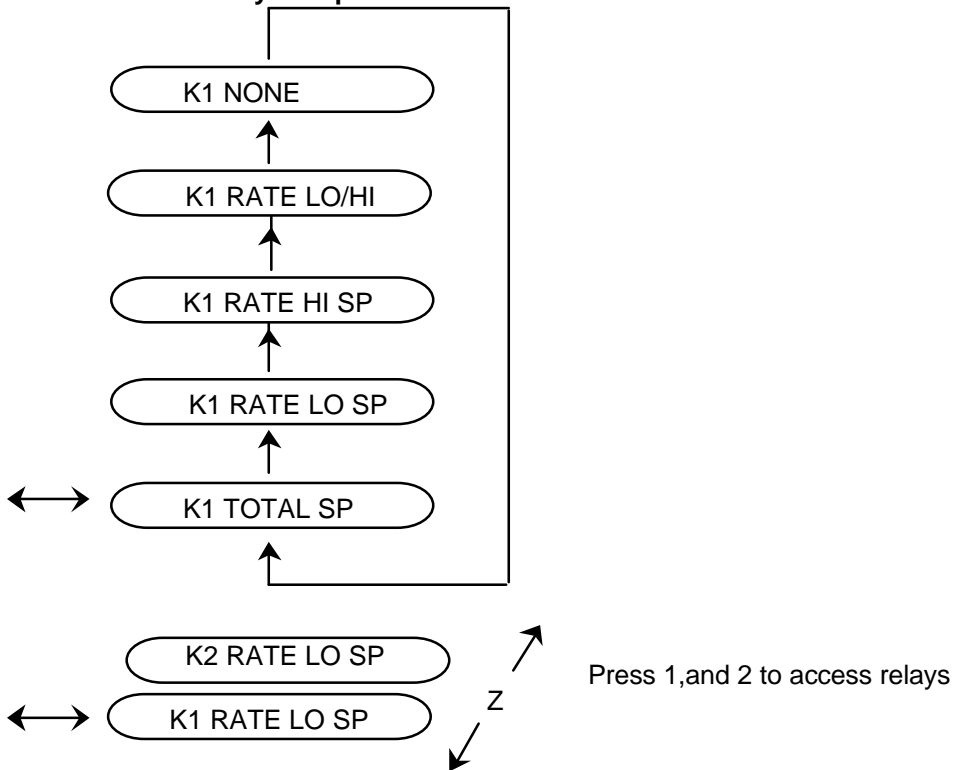 K1 NONE
K1 RATE LO/HI
K1 RATE HI SP
K1 RATE LO SP
K1 TOTAL SP
K2 RATE LO SP
K1 RATE LO SP
Z
Press 1,and 2 to access relays